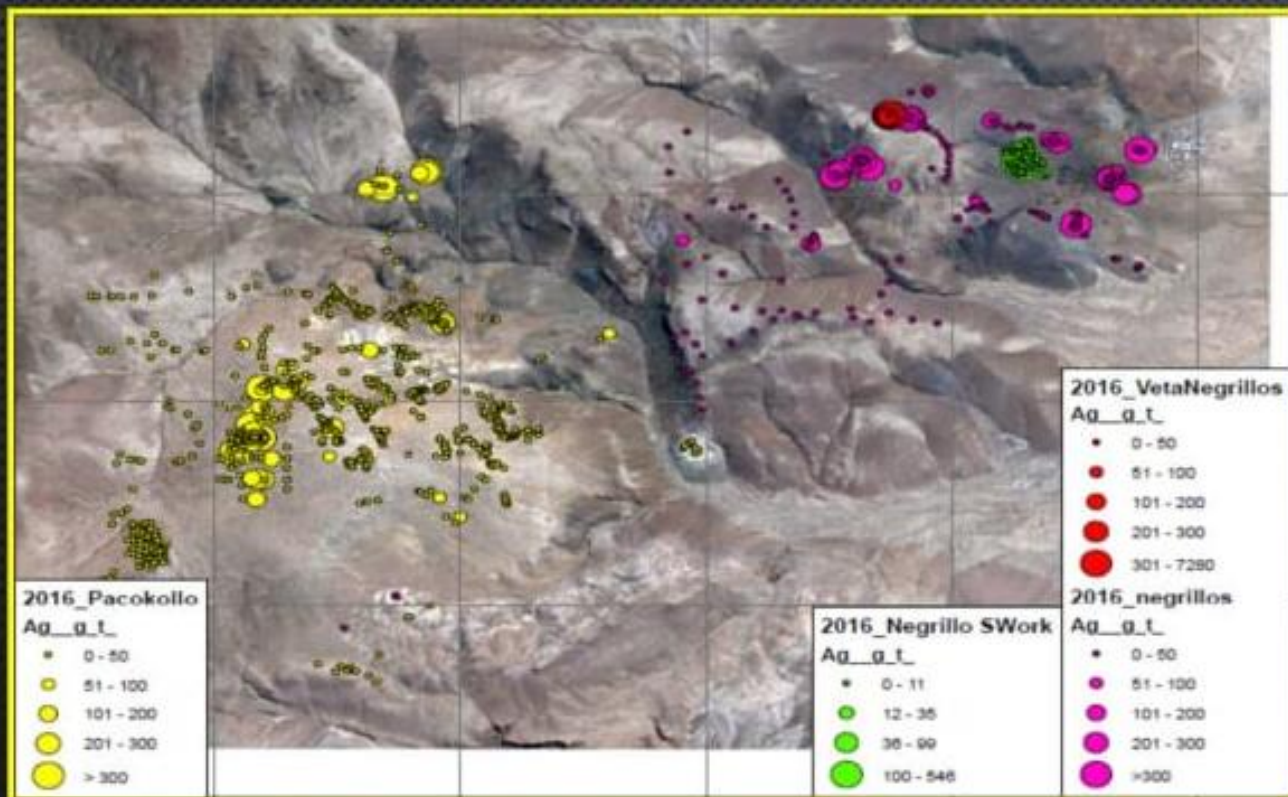 2016_Pacokollo
Ag__g_t_
0 - 50
51 - 100
101 - 200
201 - 300
> 300
2016_Negrillo SWork
Ag__g_t_
0 - 11
12 - 35
36 - 99
100 - 546
2016_VetaNegrillos
Ag__g_t_
0 - 50
51 - 100
101 - 200
201 - 300
301 - 7280
2016_negrillos
Ag__g_t_
0 - 50
51 - 100
101 - 200
201 - 300
>300